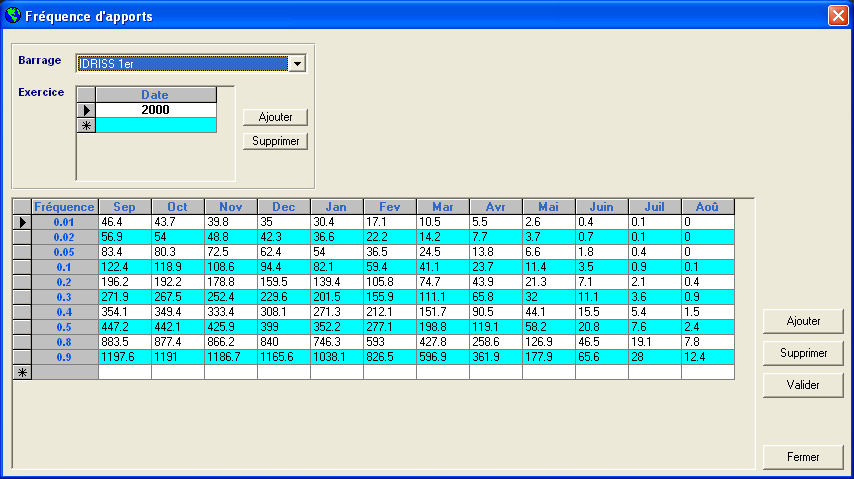 Fréquence d'apports
Barrage IDRISS 1er
Exercice Date
2000
Ajouter
Supprimer
Fréquence Sep Oct Nov Dec Jan Fev Mar Avr Mai Juin Juil Aoû
0.01 46.4 43.7 39.8 35 30.4 17.1 10.5 5.5 2.6 0.4 0.1 0
0.02 56.9 54 48.8 42.3 36.6 22.2 14.2 7.7 3.7 0.7 0.1 0
0.05 83.4 80.3 72.5 62.4 54 36.5 24.5 13.8 6.6 1.8 0.4 0
0.1 122.4 118.9 108.6 94.4 82.1 59.4 41.1 23.7 11.4 3.5 0.9 0.1
0.2 196.2 192.2 178.8 159.5 139.4 105.8 74.7 43.9 21.3 7.1 2.1 0.4
0.3 271.9 267.5 252.4 229.6 201.5 155.9 111.1 65.8 32 11.1 3.6 0.9
0.4 354.1 349.4 333.4 308.1 271.3 212.1 151.7 90.5 44.1 15.5 5.4 1.5
0.5 447.2 442.1 425.9 399 352.2 277.1 198.8 119.1 58.2 20.8 7.6 2.4
0.8 883.5 877.4 866.2 840 746.3 593 427.8 258.6 126.9 46.5 19.1 7.8
0.9 1197.6 1191 1186.7 1165.6 1038.1 826.5 596.9 361.9 177.9 65.6 28 12.4
Ajouter
Supprimer
Valider
Fermer